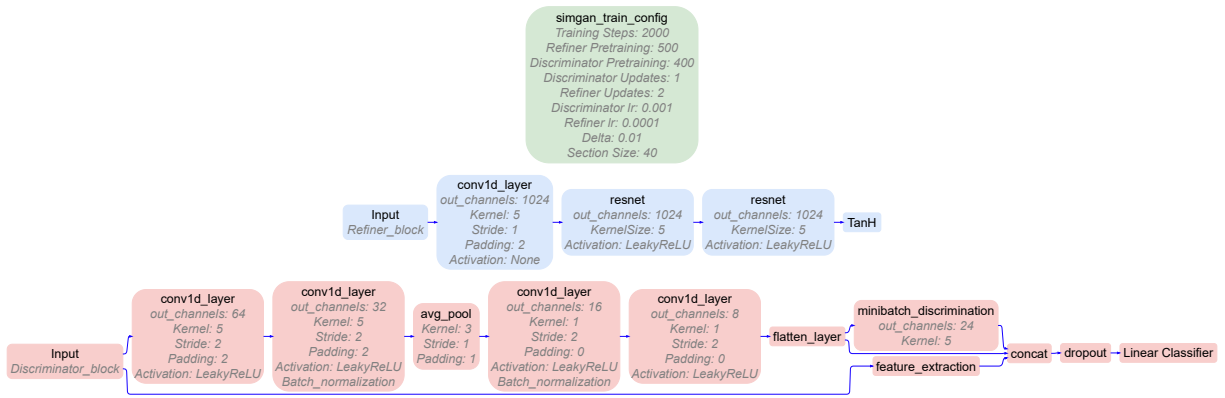 simgan_train_config
Training Steps: 2000
Refiner Pretraining: 500
Discriminator Pretraining: 400
Discriminator Updates: 1
Refiner Updates: 2
Discriminator lr: 0.001
Refiner lr: 0.0001
Delta: 0.01
Section Size: 40
Input
Refiner_block
conv1d_layer
out_channels: 1024
Kernel: 5
Stride: 1
Padding: 2
Activation: None
resnet
out_channels: 1024
KernelSize: 5
Activation: LeakyReLU
resnet
out_channels: 1024
KernelSize: 5
Activation: LeakyReLU
TanH
Input
Discriminator_block
conv1d_layer
out_channels: 64
Kernel: 5
Stride: 2
Padding: 2
Activation: LeakyReLU
conv1d_layer
out_channels: 32
Kernel: 5
Stride: 2
Padding: 2
Activation: LeakyReLU
Batch_normalization
avg_pool
Kernel: 3
Stride: 1
Padding: 1
conv1d_layer
out_channels: 16
Kernel: 1
Stride: 2
Padding: 0
Activation: LeakyReLU
Batch_normalization
conv1d_layer
out_channels: 8
Kernel: 1
Stride: 2
Padding: 0
Activation: LeakyReLU
flatten_layer
minibatch_discrimination
out_channels: 24
Kernel: 5
feature_extraction
concat
dropout
Linear Classifier